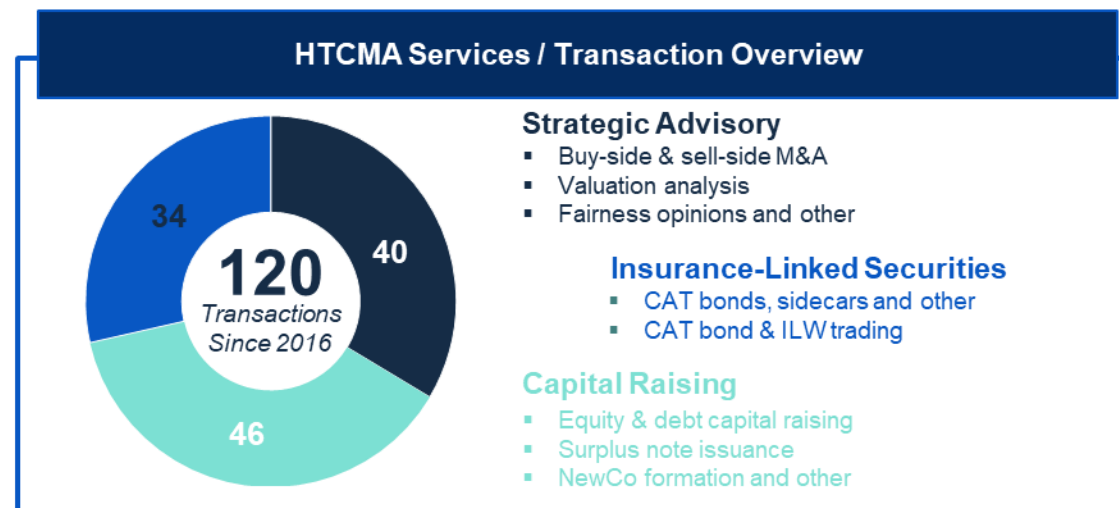 HTCMA Services / Transaction Overview
34
40
120
Transactions
Since 2016
46
Strategic Advisory
▪ Buy-side & sell-side M&A
▪ Valuation analysis
▪ Fairness opinions and other
Insurance-Linked Securities
▪ CAT bonds, sidecars and other
▪ CAT bond & ILW trading
Capital Raising
▪ Equity & debt capital raising
▪ Surplus note issuance
▪ NewCo formation and other